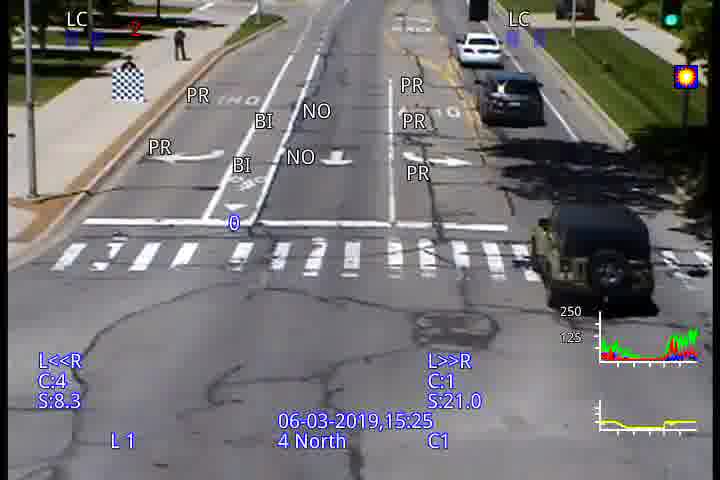 LC
2
LC
PR
PR
NO
BI
PR
PR
NO
BI
PR
0
250
125
L<<R
C:4
S:8.3
L>>R
C:1
S:21.0
06-03-2019,15:25
L 1
4 North
C1